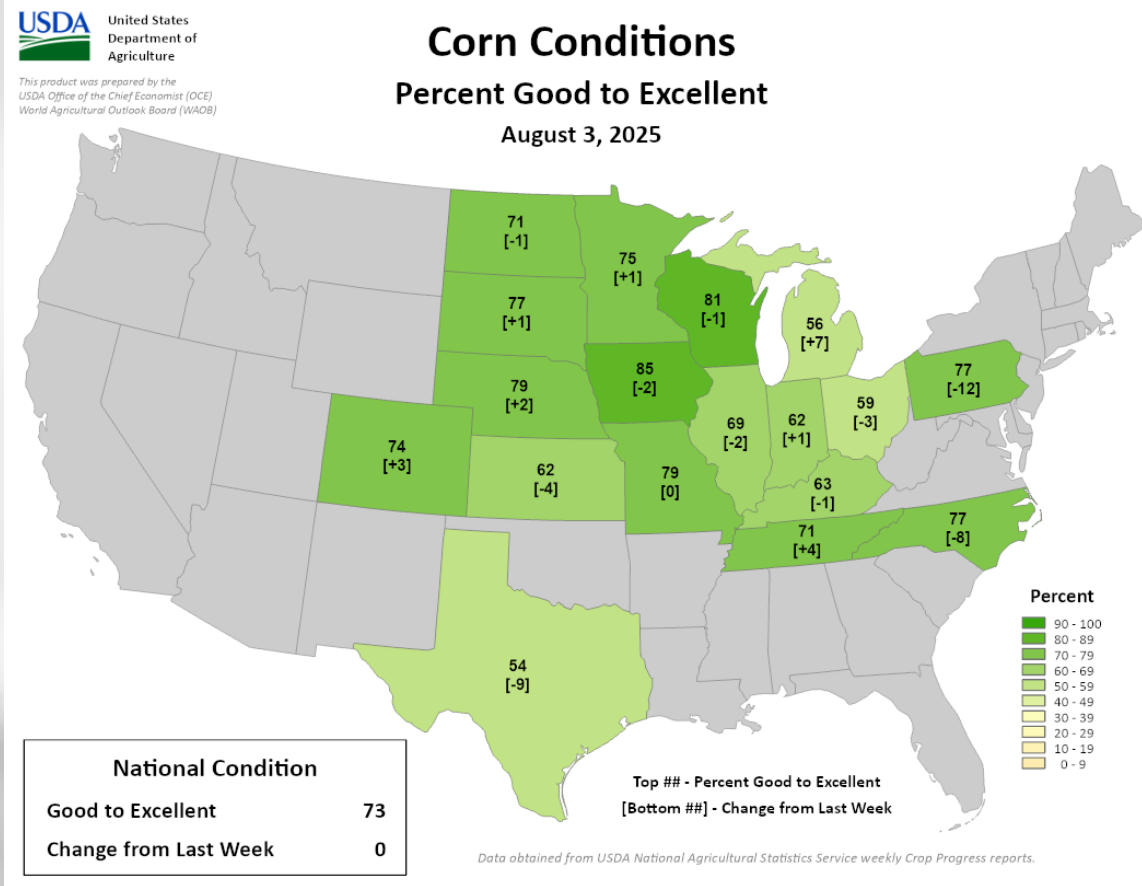 USDA
United States
Department of
Agriculture
This product was prepared by the
USDA Office of the Chief Economist (OCE)
World Agricultural Outlook Board (WAOB)
Corn Conditions
Percent Good to Excellent
August 3, 2025
71
[-1]
75
[+1]
77
[+1]
81
[-1]
56
[+7]
79
[+2]
85
[-2]
77
[-12]
69
[-2]
62
[+1]
59
[-3]
74
[+3]
62
[-4]
79
[0]
63
[-1]
71
[+4]
77
[-8]
54
[-9]
Percent
90 - 100
80 - 89
70 - 79
60 - 69
50 - 59
40 - 49
30 - 39
20 - 29
10 - 19
0 - 9
National Condition
Good to Excellent 73
Change from Last Week 0
Top ## - Percent Good to Excellent
[Bottom ##] - Change from Last Week
Data obtained from USDA National Agricultural Statistics Service weekly Crop Progress reports.